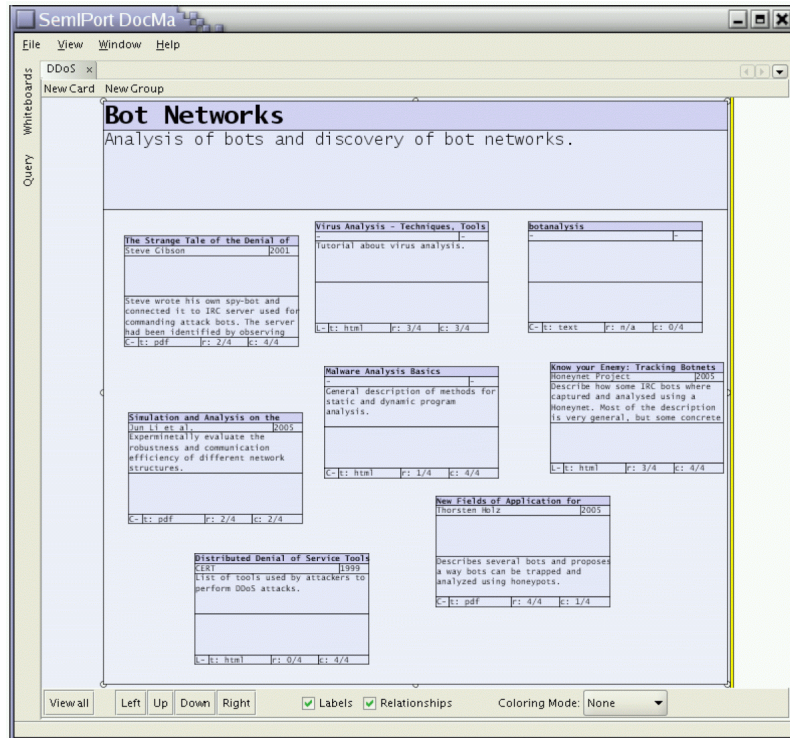 SemIPort DocMa
File View Window Help
Whiteboards
Query
DDoS ×
New Card New Group
Bot Networks
Analysis of bots and discovery of bot networks.
The Strange Tale of the Denial of
Steve Gibson 2001
Steve wrote his own spy-bot and
connected it to IRC server used for
commanding attack bots. The server
had been identified by observing
C- t: pdf r: 2/4 c: 4/4
Virus Analysis - Techniques, Tools
- -
Tutorial about virus analysis.
L- t: html r: 3/4 c: 3/4
botanalysis
- -
C- t: text r: n/a c: 0/4
Malware Analysis Basics
- -
General description of methods for
static and dynamic program
analysis.
C- t: html r: 1/4 c: 4/4
Know your Enemy: Tracking Botnets
Honeynet Project 2005
Describe how some IRC bots where
captured and analysed using a
Honeynet. Most of the description
is very general, but some concrete
L- t: html r: 3/4 c: 4/4
Simulation and Analysis on the
Jun Li et al. 2005
Experminetally evaluate the
robustness and communication
efficiency of different network
structures.
C- t: pdf r: 2/4 c: 2/4
New Fields of Application for
Thorsten Holz 2005
Describes several bots and proposes
a way bots can be trapped and
analyzed using honeypots.
C- t: pdf r: 4/4 c: 1/4
Distributed Denial of Service Tools
CERT 1999
List of tools used by attackers to
perform DDoS attacks.
L- t: html r: 0/4 c: 4/4
View all Left Up Down Right Labels Relationships Coloring Mode: None